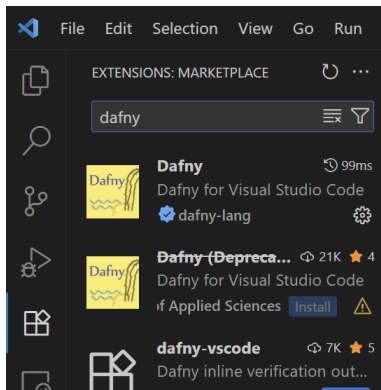 File Edit Selection View Go Run
EXTENSIONS: MARKETPLACE
dafny
Dafny 99ms
Dafny
Dafny for Visual Studio Code
dafny-lang
Dafny (Depreca... 21K 4
Dafny
Dafny for Visual Studio Code
of Applied Sciences Install
dafny-vscode 7K 5
Dafny inline verification out...